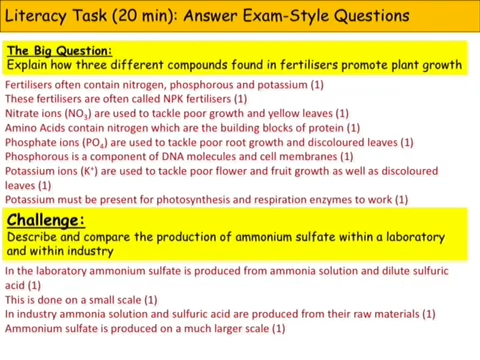 Literacy Task (20 min): Answer Exam-Style Questions
The Big Question:
Explain how three different compounds found in fertilisers promote plant growth
Fertilisers often contain nitrogen, phosphorous and potassium (1)
These fertilisers are often called NPK fertilisers (1)
Nitrate ions (NO₃) are used to tackle poor growth and yellow leaves (1)
Amino Acids contain nitrogen which are the building blocks of protein (1)
Phosphate ions (PO₄) are used to tackle poor root growth and discoloured leaves (1)
Phosphorous is a component of DNA molecules and cell membranes (1)
Potassium ions (K⁺) are used to tackle poor flower and fruit growth as well as discoloured
leaves (1)
Potassium must be present for photosynthesis and respiration enzymes to work (1)
Challenge:
Describe and compare the production of ammonium sulfate within a laboratory
and within industry
In the laboratory ammonium sulfate is produced from ammonia solution and dilute sulfuric
acid (1)
This is done on a small scale (1)
In industry ammonia solution and sulfuric acid are produced from their raw materials (1)
Ammonium sulfate is produced on a much larger scale (1)